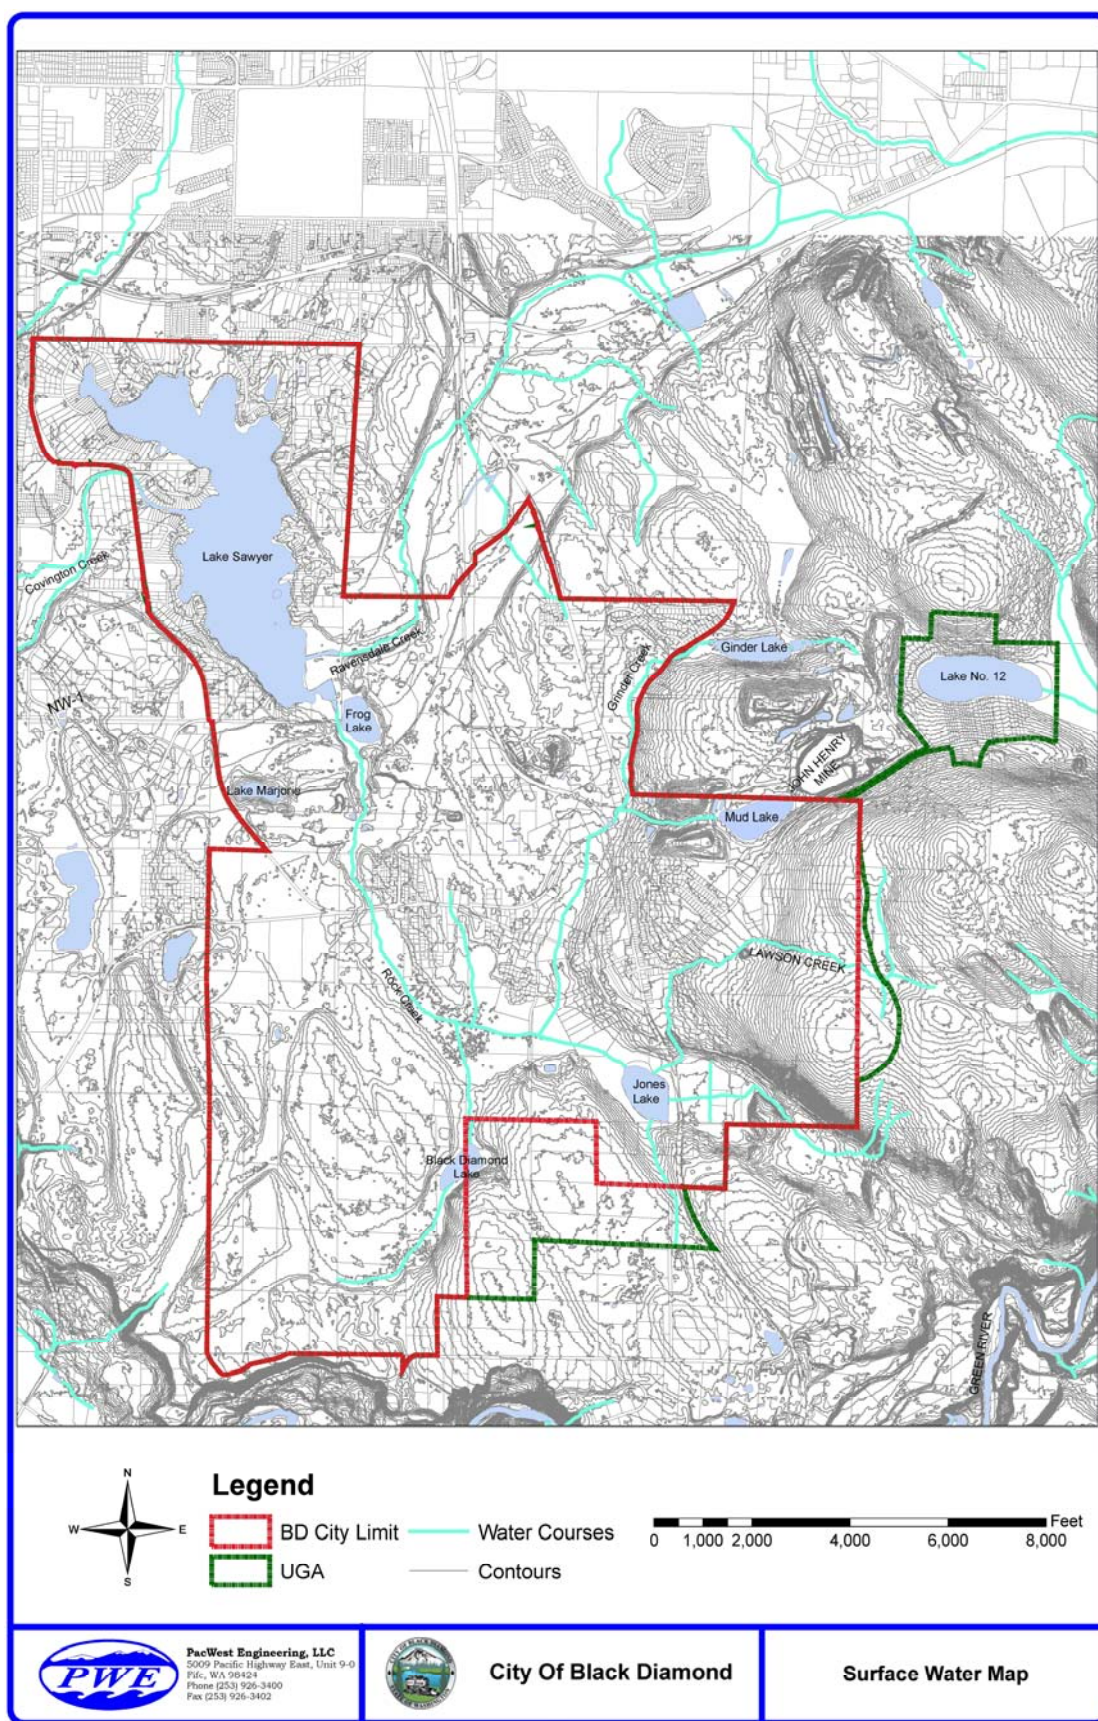 Lake Sawyer
Covington Creek
Ravensdale Creek
Grinder Creek
Ginder Lake
Lake No. 12
NW-1
Frog
Lake
JOHN HENRY
MINE
Lake Marjorie
Mud Lake
LAWSON CREEK
Rock Creek
Jones
Lake
Black Diamond
Lake
GREEN RIVER
N
W E
S
Legend
BD City Limit
Water Courses
UGA
Contours
Feet
0 1,000 2,000 4,000 6,000 8,000
PWE
PacWest Engineering, LLC
5009 Pacific Highway East, Unit 9-0
Fife, WA 98424
Phone (253) 926-3400
Fax (253) 926-3402
City Of Black Diamond
Surface Water Map